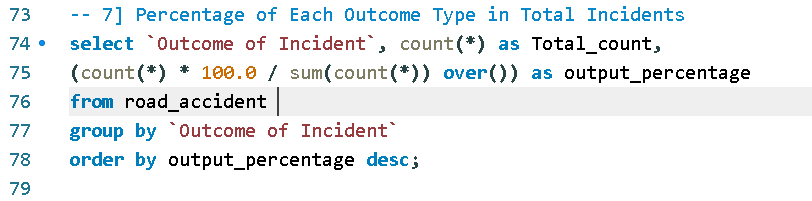 73 -- 7] Percentage of Each Outcome Type in Total Incidents
74 select `Outcome of Incident`, count(*) as Total_count,
75 (count(*) * 100.0 / sum(count(*)) over()) as output_percentage
76 from road_accident
77 group by `Outcome of Incident`
78 order by output_percentage desc;
79